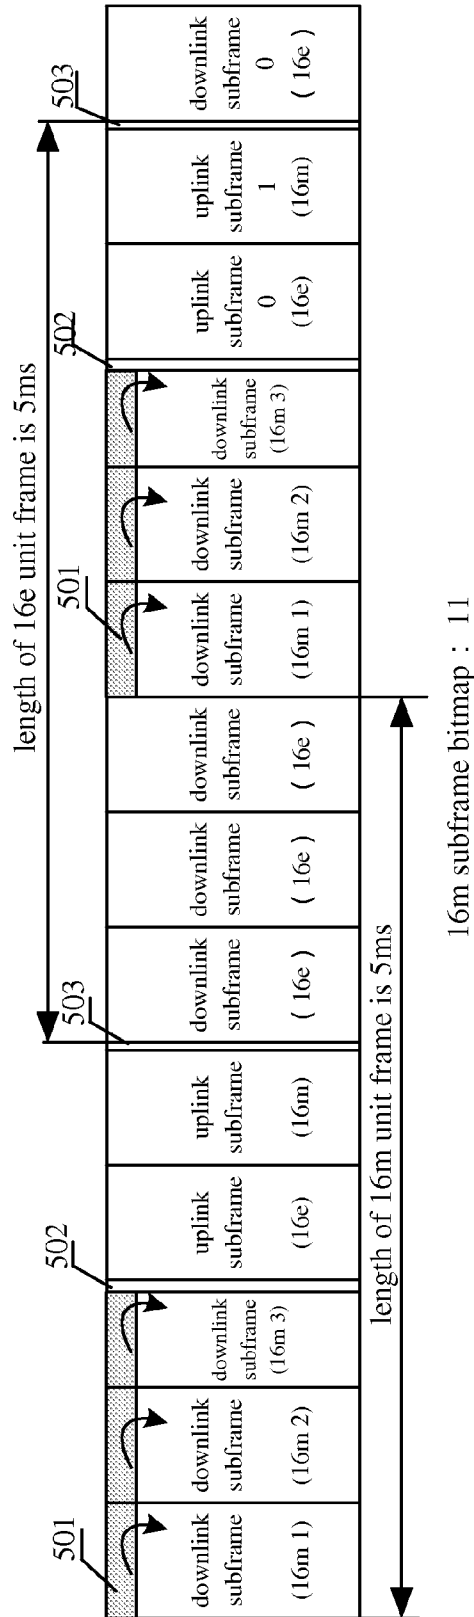 length of 16e unit frame is 5ms
501
502
503
501
502
503
downlink
subframe
(16m 1)
downlink
subframe
(16m 2)
downlink
subframe
(16m 3)
uplink
subframe
(16e)
uplink
subframe
(16m)
downlink
subframe
( 16e )
downlink
subframe
( 16e )
downlink
subframe
( 16e )
downlink
subframe
(16m 1)
downlink
subframe
(16m 2)
downlink
subframe
(16m 3)
uplink
subframe
0
(16e)
uplink
subframe
1
(16m)
downlink
subframe
0
( 16e )
length of 16m unit frame is 5ms
16m subframe bitmap : 11